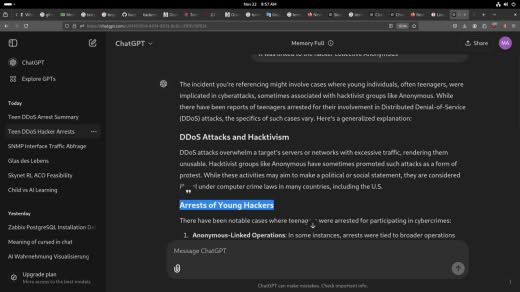 Nov 22 8:57 AM
ChatGPT
Memory Full
Share
MA
ChatGPT
Explore GPTs
Today
Teen DDoS Arrest Summary
Teen DDoS Hacker Arrests
SNMP Interface Traffic Abfrage
Glas des Lebens
Skynet RL ACO Feasibility
Child vs AI Learning
Yesterday
Zabbix PostgreSQL Installation De
Meaning of cursed in chat
AI Wahrnehmung Visualisierung
Upgrade plan
More access to the best models
it was linked to the hacker collective Anonymous
The incident you're referencing might involve cases where young individuals, often teenagers, were
implicated in cyberattacks, sometimes associated with hacktivist groups like Anonymous. While
there have been reports of teenagers arrested for their involvement in Distributed Denial-of-Service
(DDoS) attacks, the specifics of such cases vary. Here's a generalized explanation:
DDoS Attacks and Hacktivism
DDoS attacks overwhelm a target's servers or networks with excessive traffic, rendering them
unusable. Hacktivist groups like Anonymous have sometimes promoted such attacks as a form of
protest. While these activities may aim to make a political or social statement, they are considered
under computer crime laws in many countries, including the U.S.
Arrests of Young Hackers
There have been notable cases where teenagers were arrested for participating in cybercrimes:
1. Anonymous-Linked Operations: In some instances, arrests were tied to broader operations
Message ChatGPT
ChatGPT can make mistakes. Check important info.